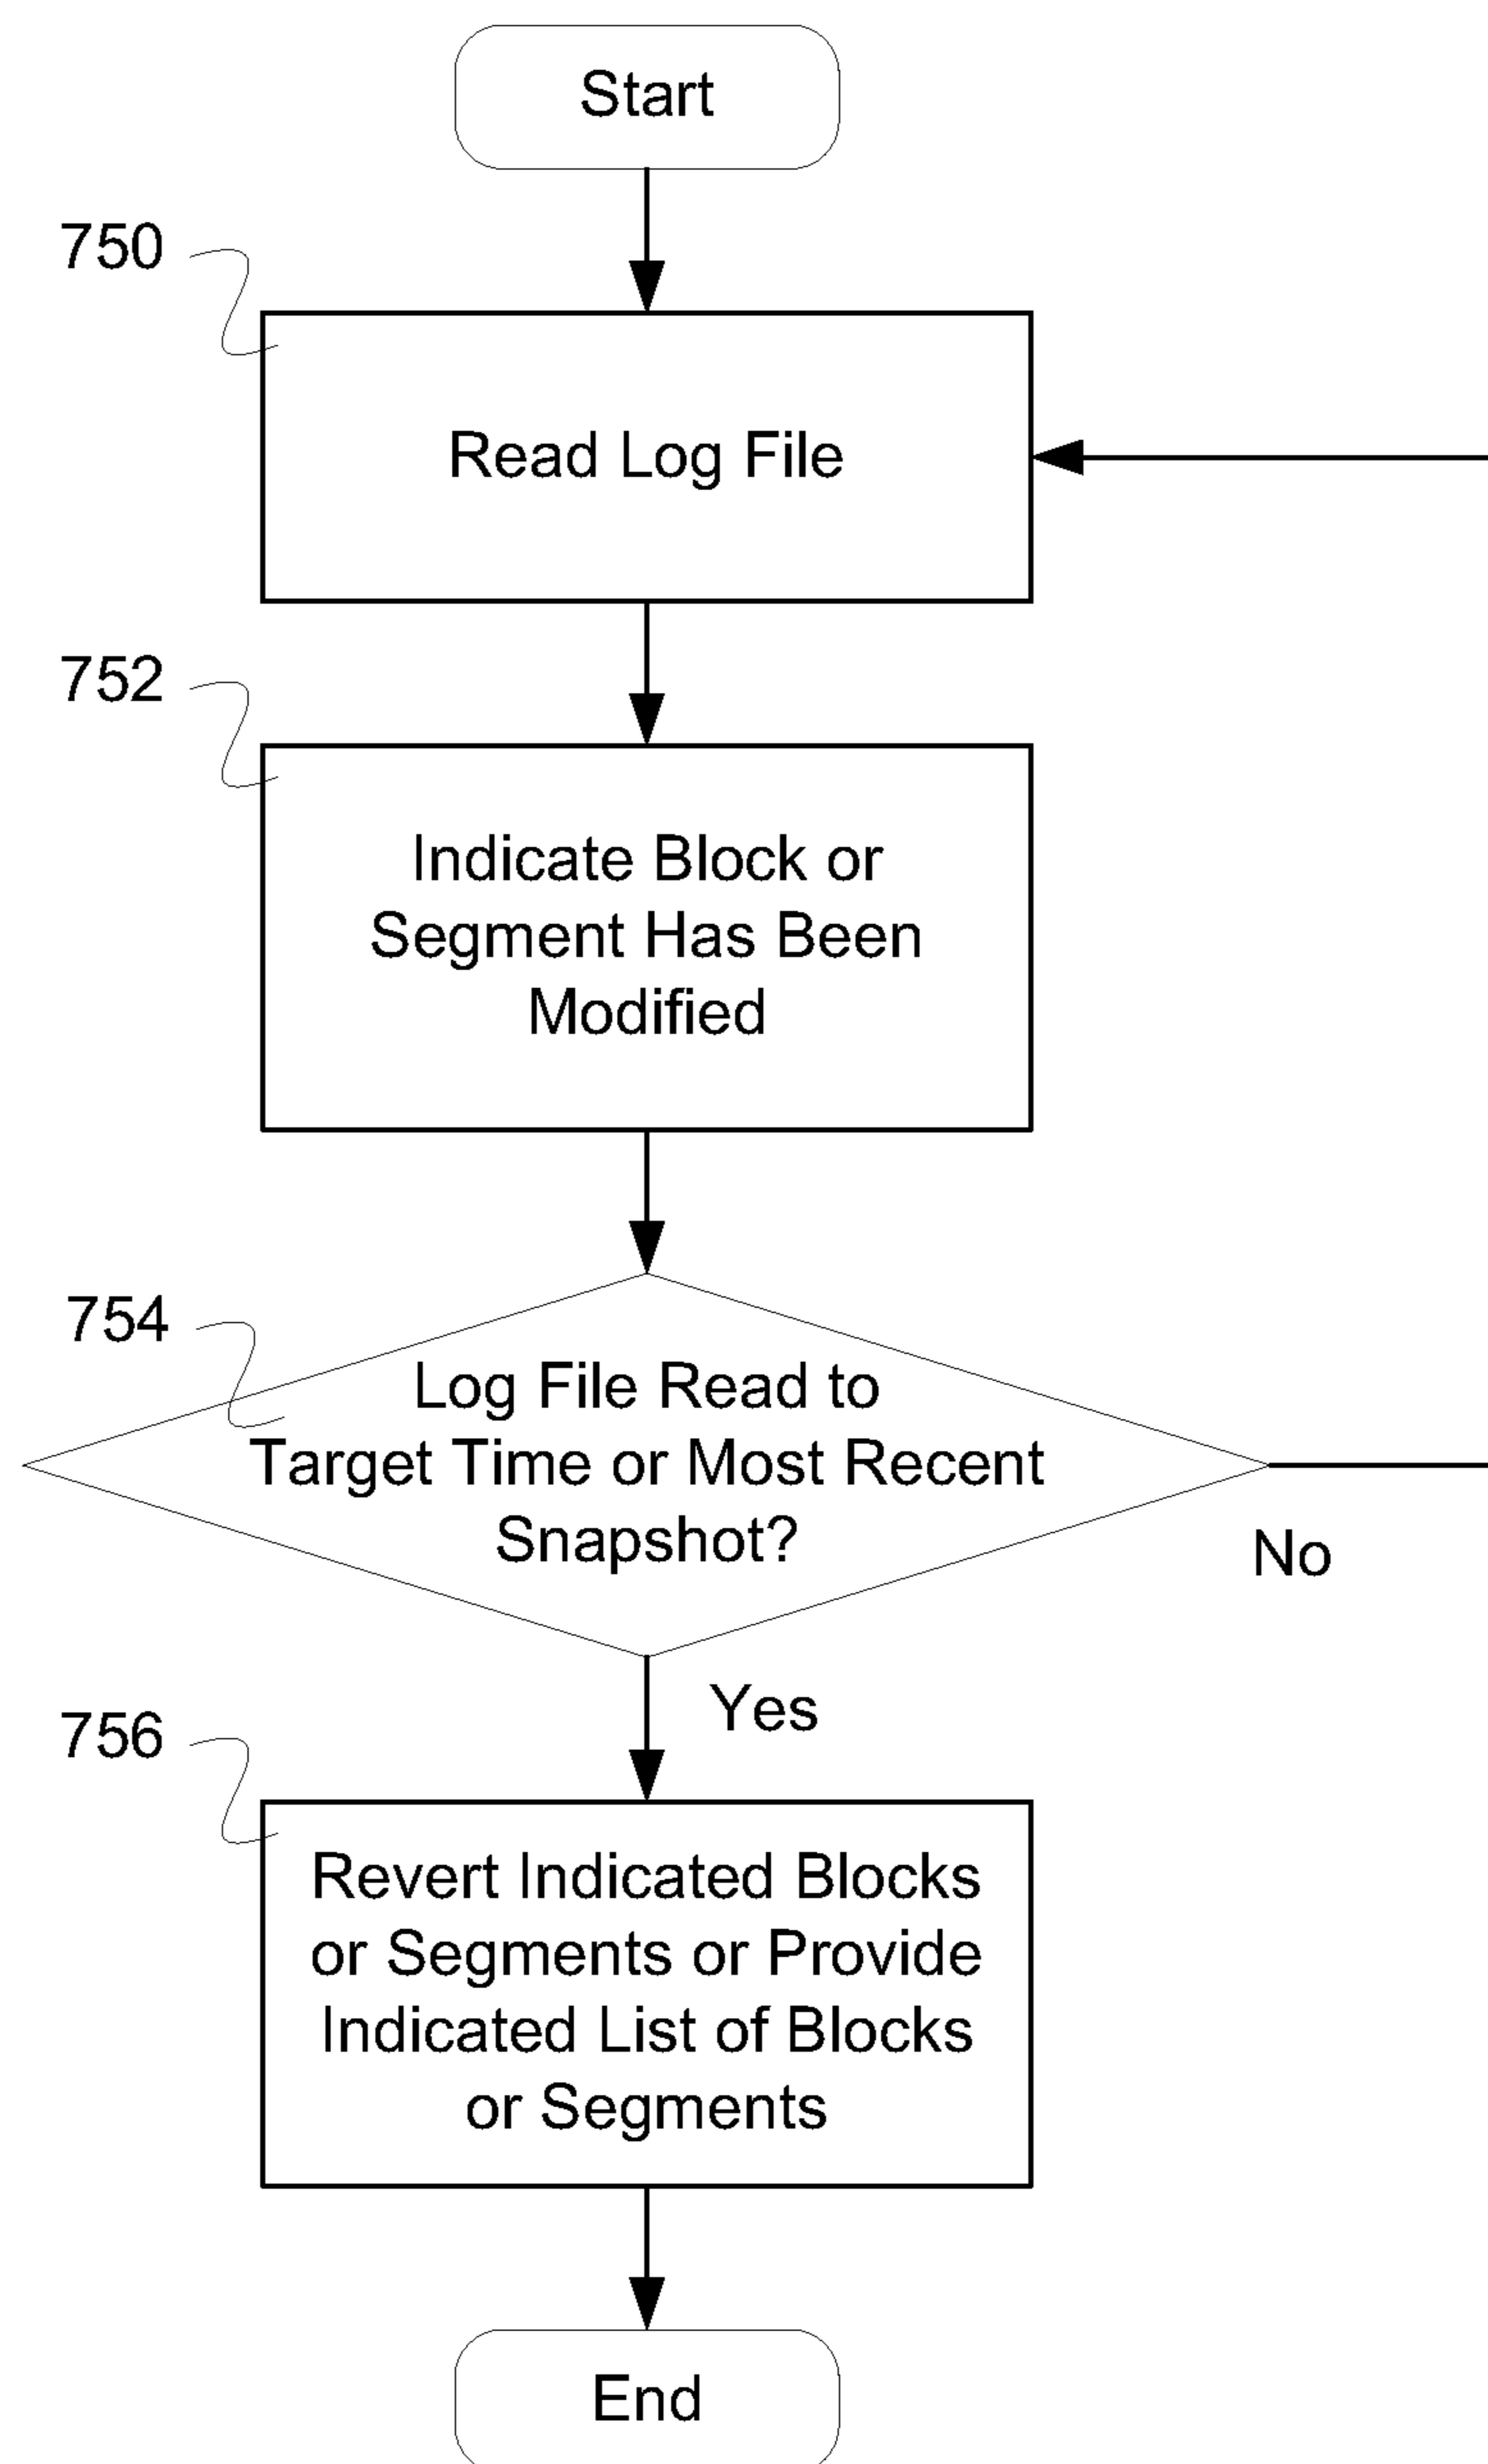 Start
750
Read Log File
752
Indicate Block or
Segment Has Been
Modified
754
Log File Read to
Target Time or Most Recent
Snapshot?
No
Yes
756
Revert Indicated Blocks
or Segments or Provide
Indicated List of Blocks
or Segments
End